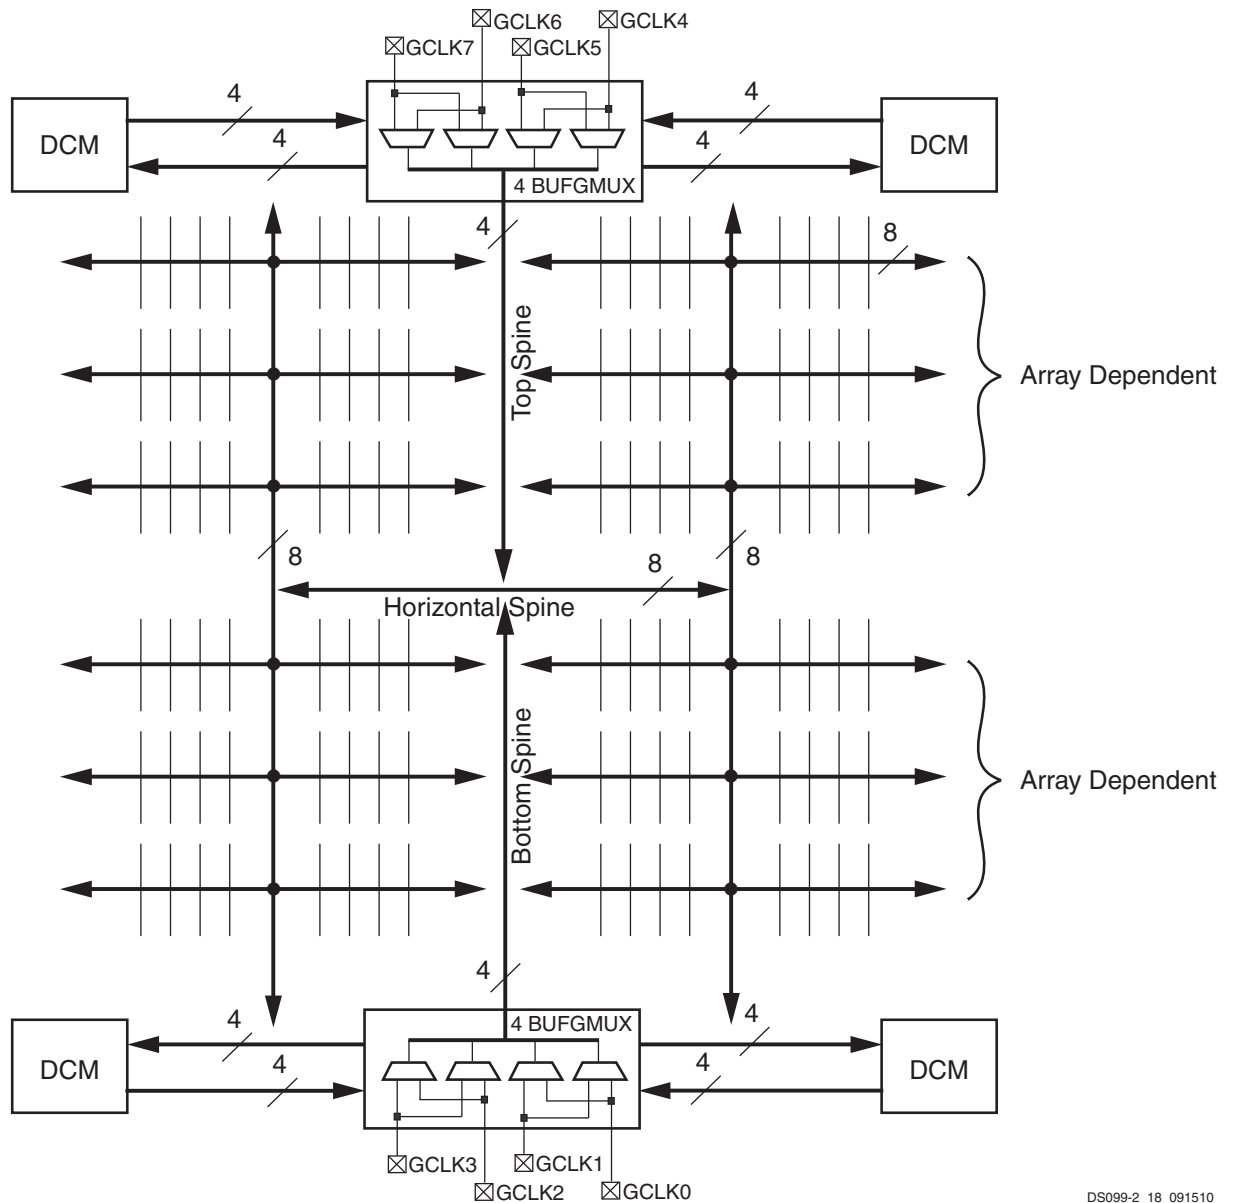 GCLK6
GCLK4
GCLK7
GCLK5
4
4
DCM
DCM
4
4
4 BUFGMUX
4
8
Top Spine
Array Dependent
8
8
8
Horizontal Spine
Bottom Spine
Array Dependent
4
4
4 BUFGMUX
4
DCM
DCM
4
4
GCLK3
GCLK1
GCLK2
GCLK0
DS099-2_18_091510